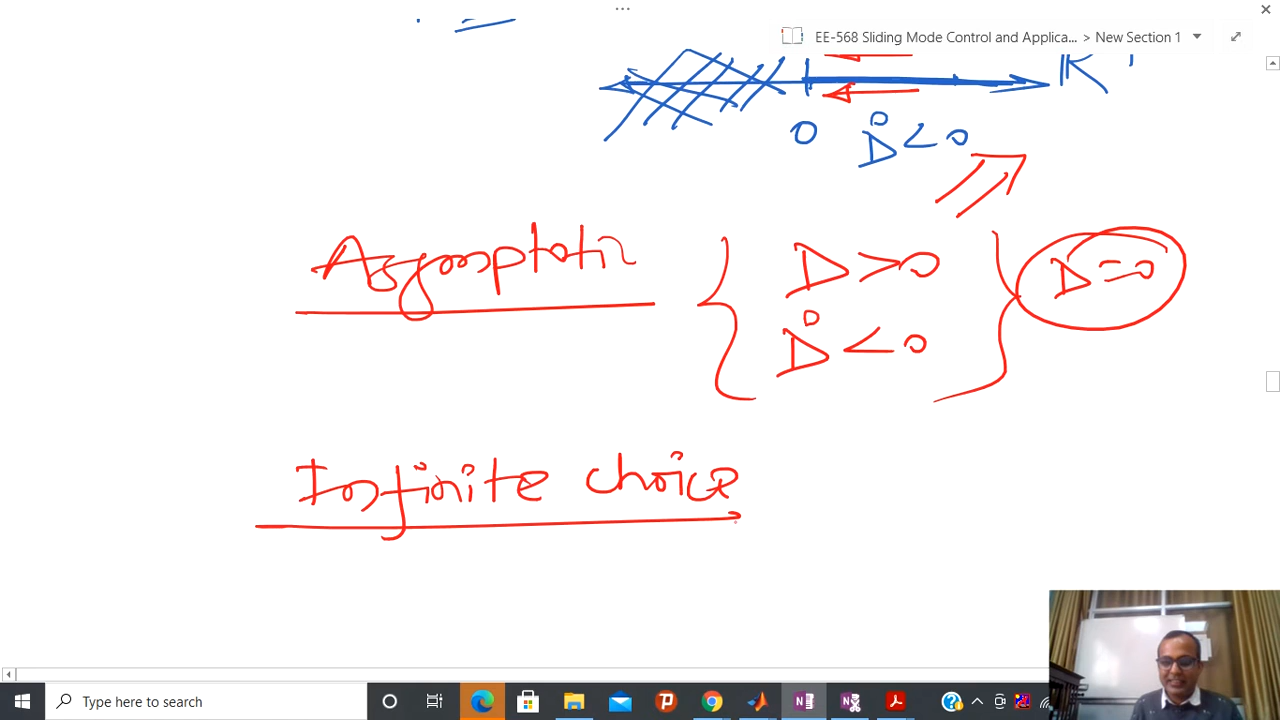 EE-568 Sliding Mode Control and Applica... > New Section 1
R
0 Ḋ < 0
Asymptotic { D > 0 } D = 0
Ḋ < 0
Infinite choice
Type here to search